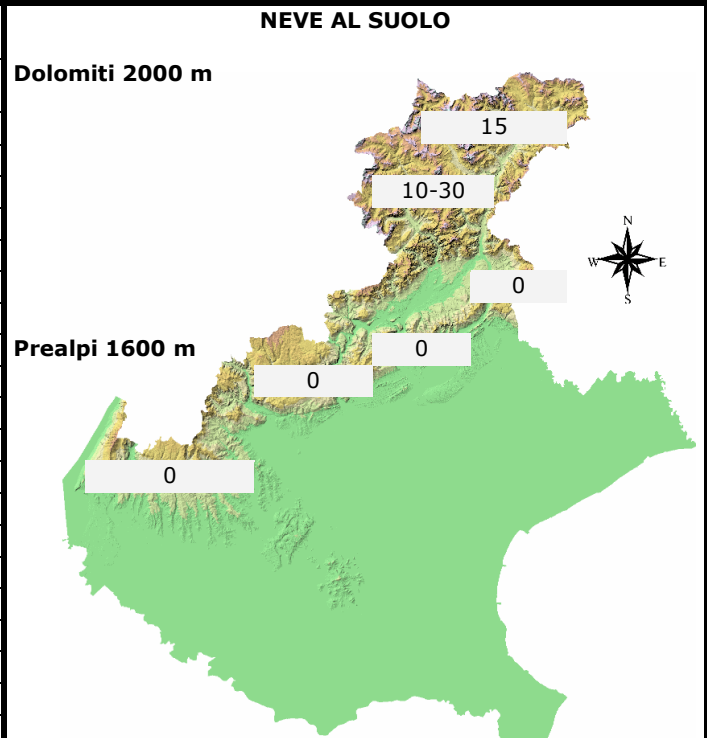 NEVE AL SUOLO
Dolomiti 2000 m
15
10-30
N
W E
S
0
Prealpi 1600 m
0
0
0